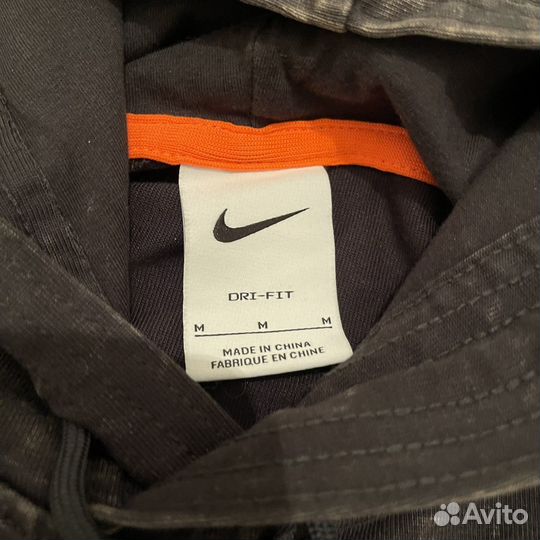 DRI-FIT
M M M
MADE IN CHINA
FABRIQUE EN CHINE
Avito